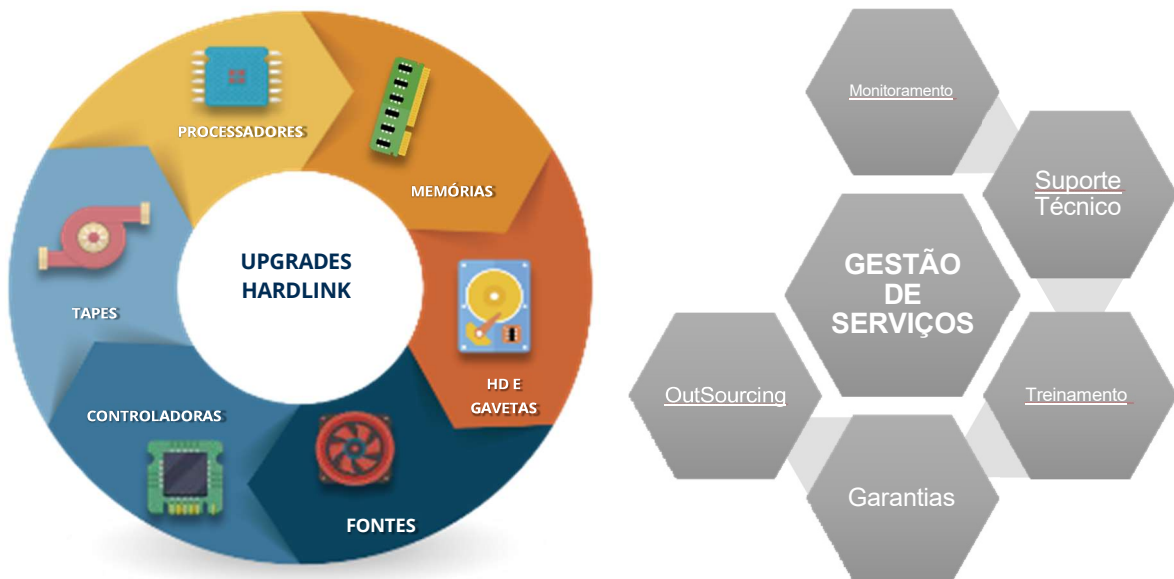 PROCESSADORES
MEMÓRIAS
HD E
GAVETAS
FONTES
CONTROLADORAS
TAPES
UPGRADES
HARDLINK
Monitoramento
Suporte
Técnico
Treinamento
Garantias
OutSourcing
GESTÃO
DE
SERVIÇOS